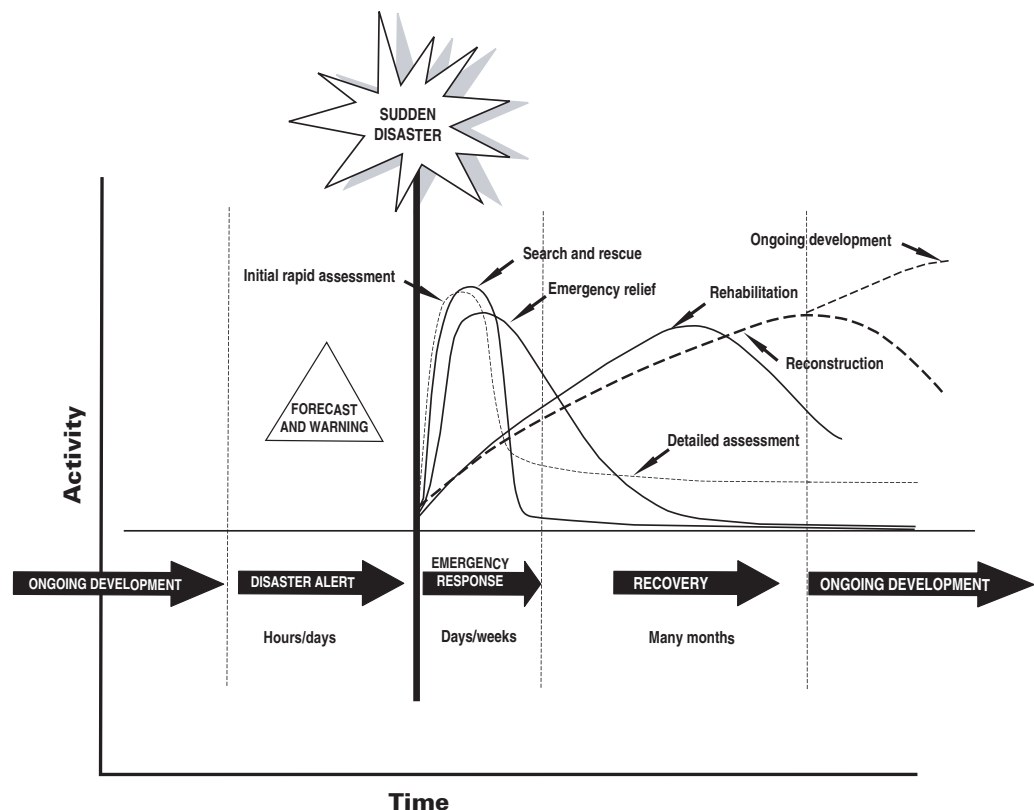 SUDDEN
DISASTER
Ongoing development
Search and rescue
Initial rapid assessment
Emergency relief
Rehabilitation
Reconstruction
FORECAST
AND WARNING
Detailed assessment
Activity
EMERGENCY
RESPONSE
ONGOING DEVELOPMENT
DISASTER ALERT
RECOVERY
ONGOING DEVELOPMENT
Hours/days
Days/weeks
Many months
Time